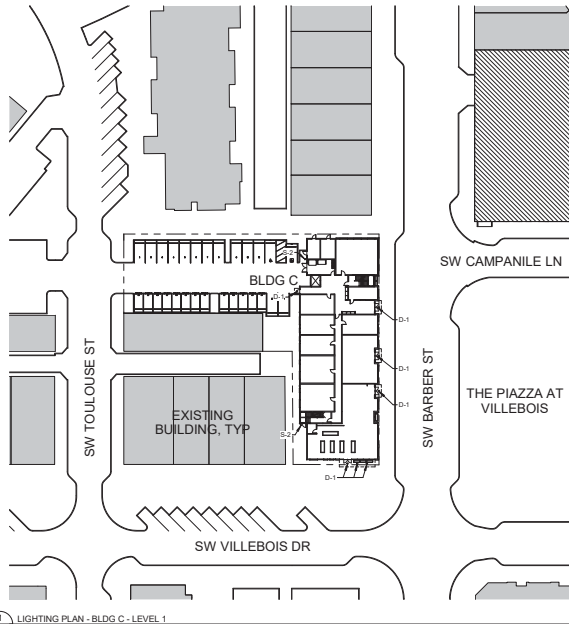 S-2
BLDG C
D-1
D-1
D-1
D-1
SW CAMPANILE LN
SW TOULOUSE ST
SW BARBER ST
THE PIAZZA AT
VILLEBOIS
EXISTING
BUILDING, TYP
S-2
D-1
SW VILLEBOIS DR
LIGHTING PLAN - BLDG C - LEVEL 1